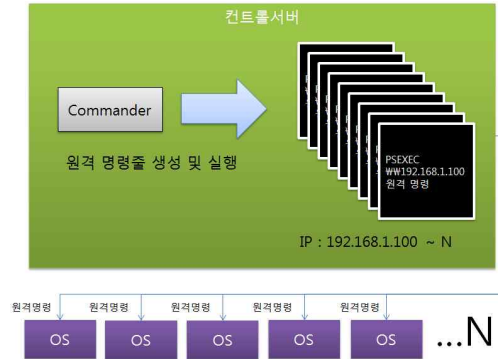 컨트롤서버
Commander
원격 명령줄 생성 및 실행
PSEXEC
₩₩192.168.1.100
원격 명령
IP : 192.168.1.100 ~ N
원격명령 원격명령 원격명령 원격명령 원격명령
OS OS OS OS OS ...N